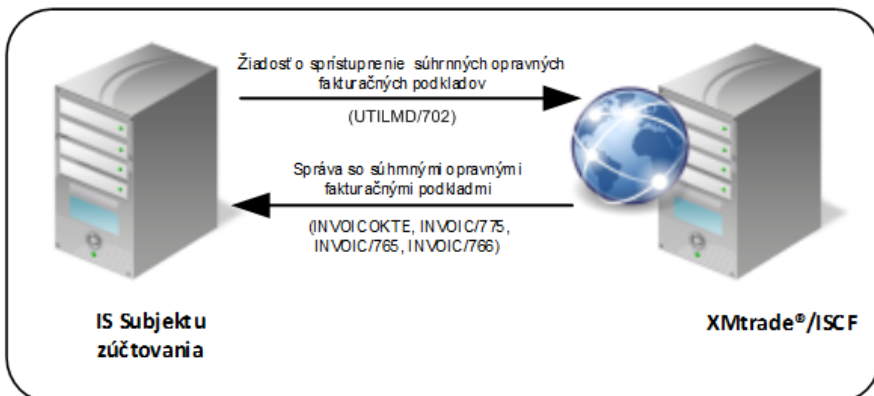 Žiadosť o sprístupnenie súhrnných opravných
fakturačných podkladov
(UTILMD/702)
Správa so súhrnnými opravnými
fakturačnými podkladmi
(INVOICOKTE, INVOIC/775,
INVOIC/765, INVOIC/766)
IS Subjektu
zúčtovania
XMtrade®/ISCF